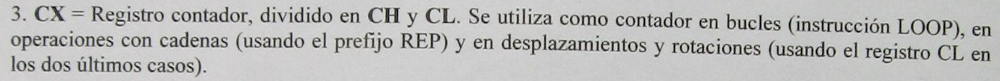 3. CX = Registro contador, dividido en CH y CL. Se utiliza como contador en bucles (instrucción LOOP), en
operaciones con cadenas (usando el prefijo REP) y en desplazamientos y rotaciones (usando el registro CL en
los dos últimos casos).